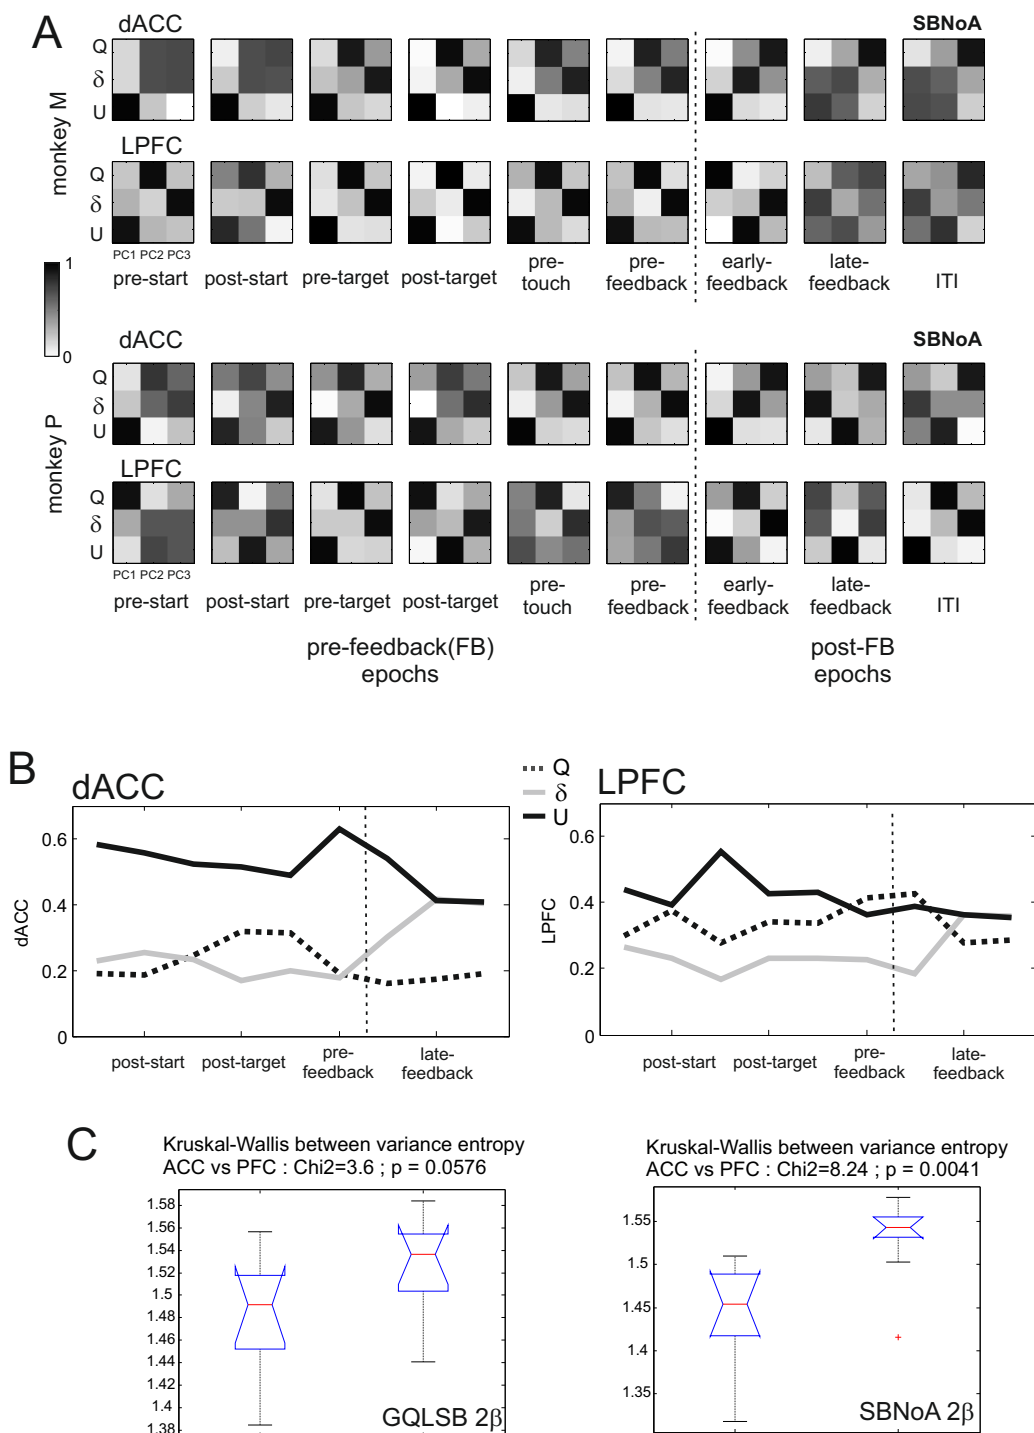 A
dACC
SBNoA
monkey M
Q
δ
U
LPFC
Q
δ
U
PC1 PC2 PC3
pre-start
post-start
pre-target
post-target
pre-
touch
pre-
feedback
early-
feedback
late-
feedback
ITI
1
0
dACC
SBNoA
monkey P
Q
δ
U
LPFC
Q
δ
U
PC1 PC2 PC3
pre-start
post-start
pre-target
post-target
pre-
touch
pre-
feedback
early-
feedback
late-
feedback
ITI
pre-feedback(FB)
epochs
post-FB
epochs
B
dACC
Q
δ
U
LPFC
0.6
0.4
0.2
0
dACC
post-start
post-target
pre-
feedback
late-
feedback
0.6
0.4
0.2
0
LPFC
post-start
post-target
pre-
feedback
late-
feedback
C
Kruskal-Wallis between variance entropy
ACC vs PFC : Chi2=3.6 ; p = 0.0576
1.58
1.56
1.54
1.52
1.5
1.48
1.46
1.44
1.42
1.4
1.38
GQLSB 2β
Kruskal-Wallis between variance entropy
ACC vs PFC : Chi2=8.24 ; p = 0.0041
1.55
1.5
1.45
1.4
1.35
SBNoA 2β